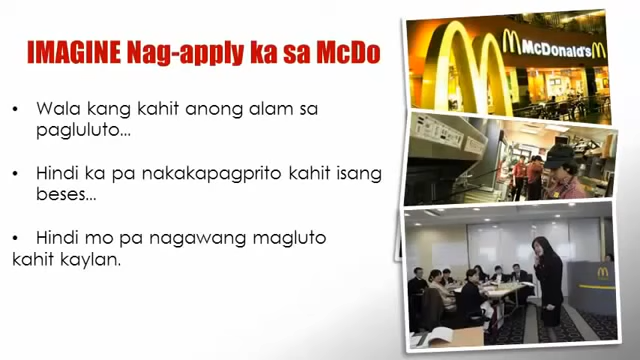 IMAGINE Nag-apply ka sa McDo
• Wala kang kahit anong alam sa
pagluluto...
• Hindi ka pa nakakapagprito kahit isang
beses...
• Hindi mo pa nagawang magluto
kahit kaylan.
McDonald's